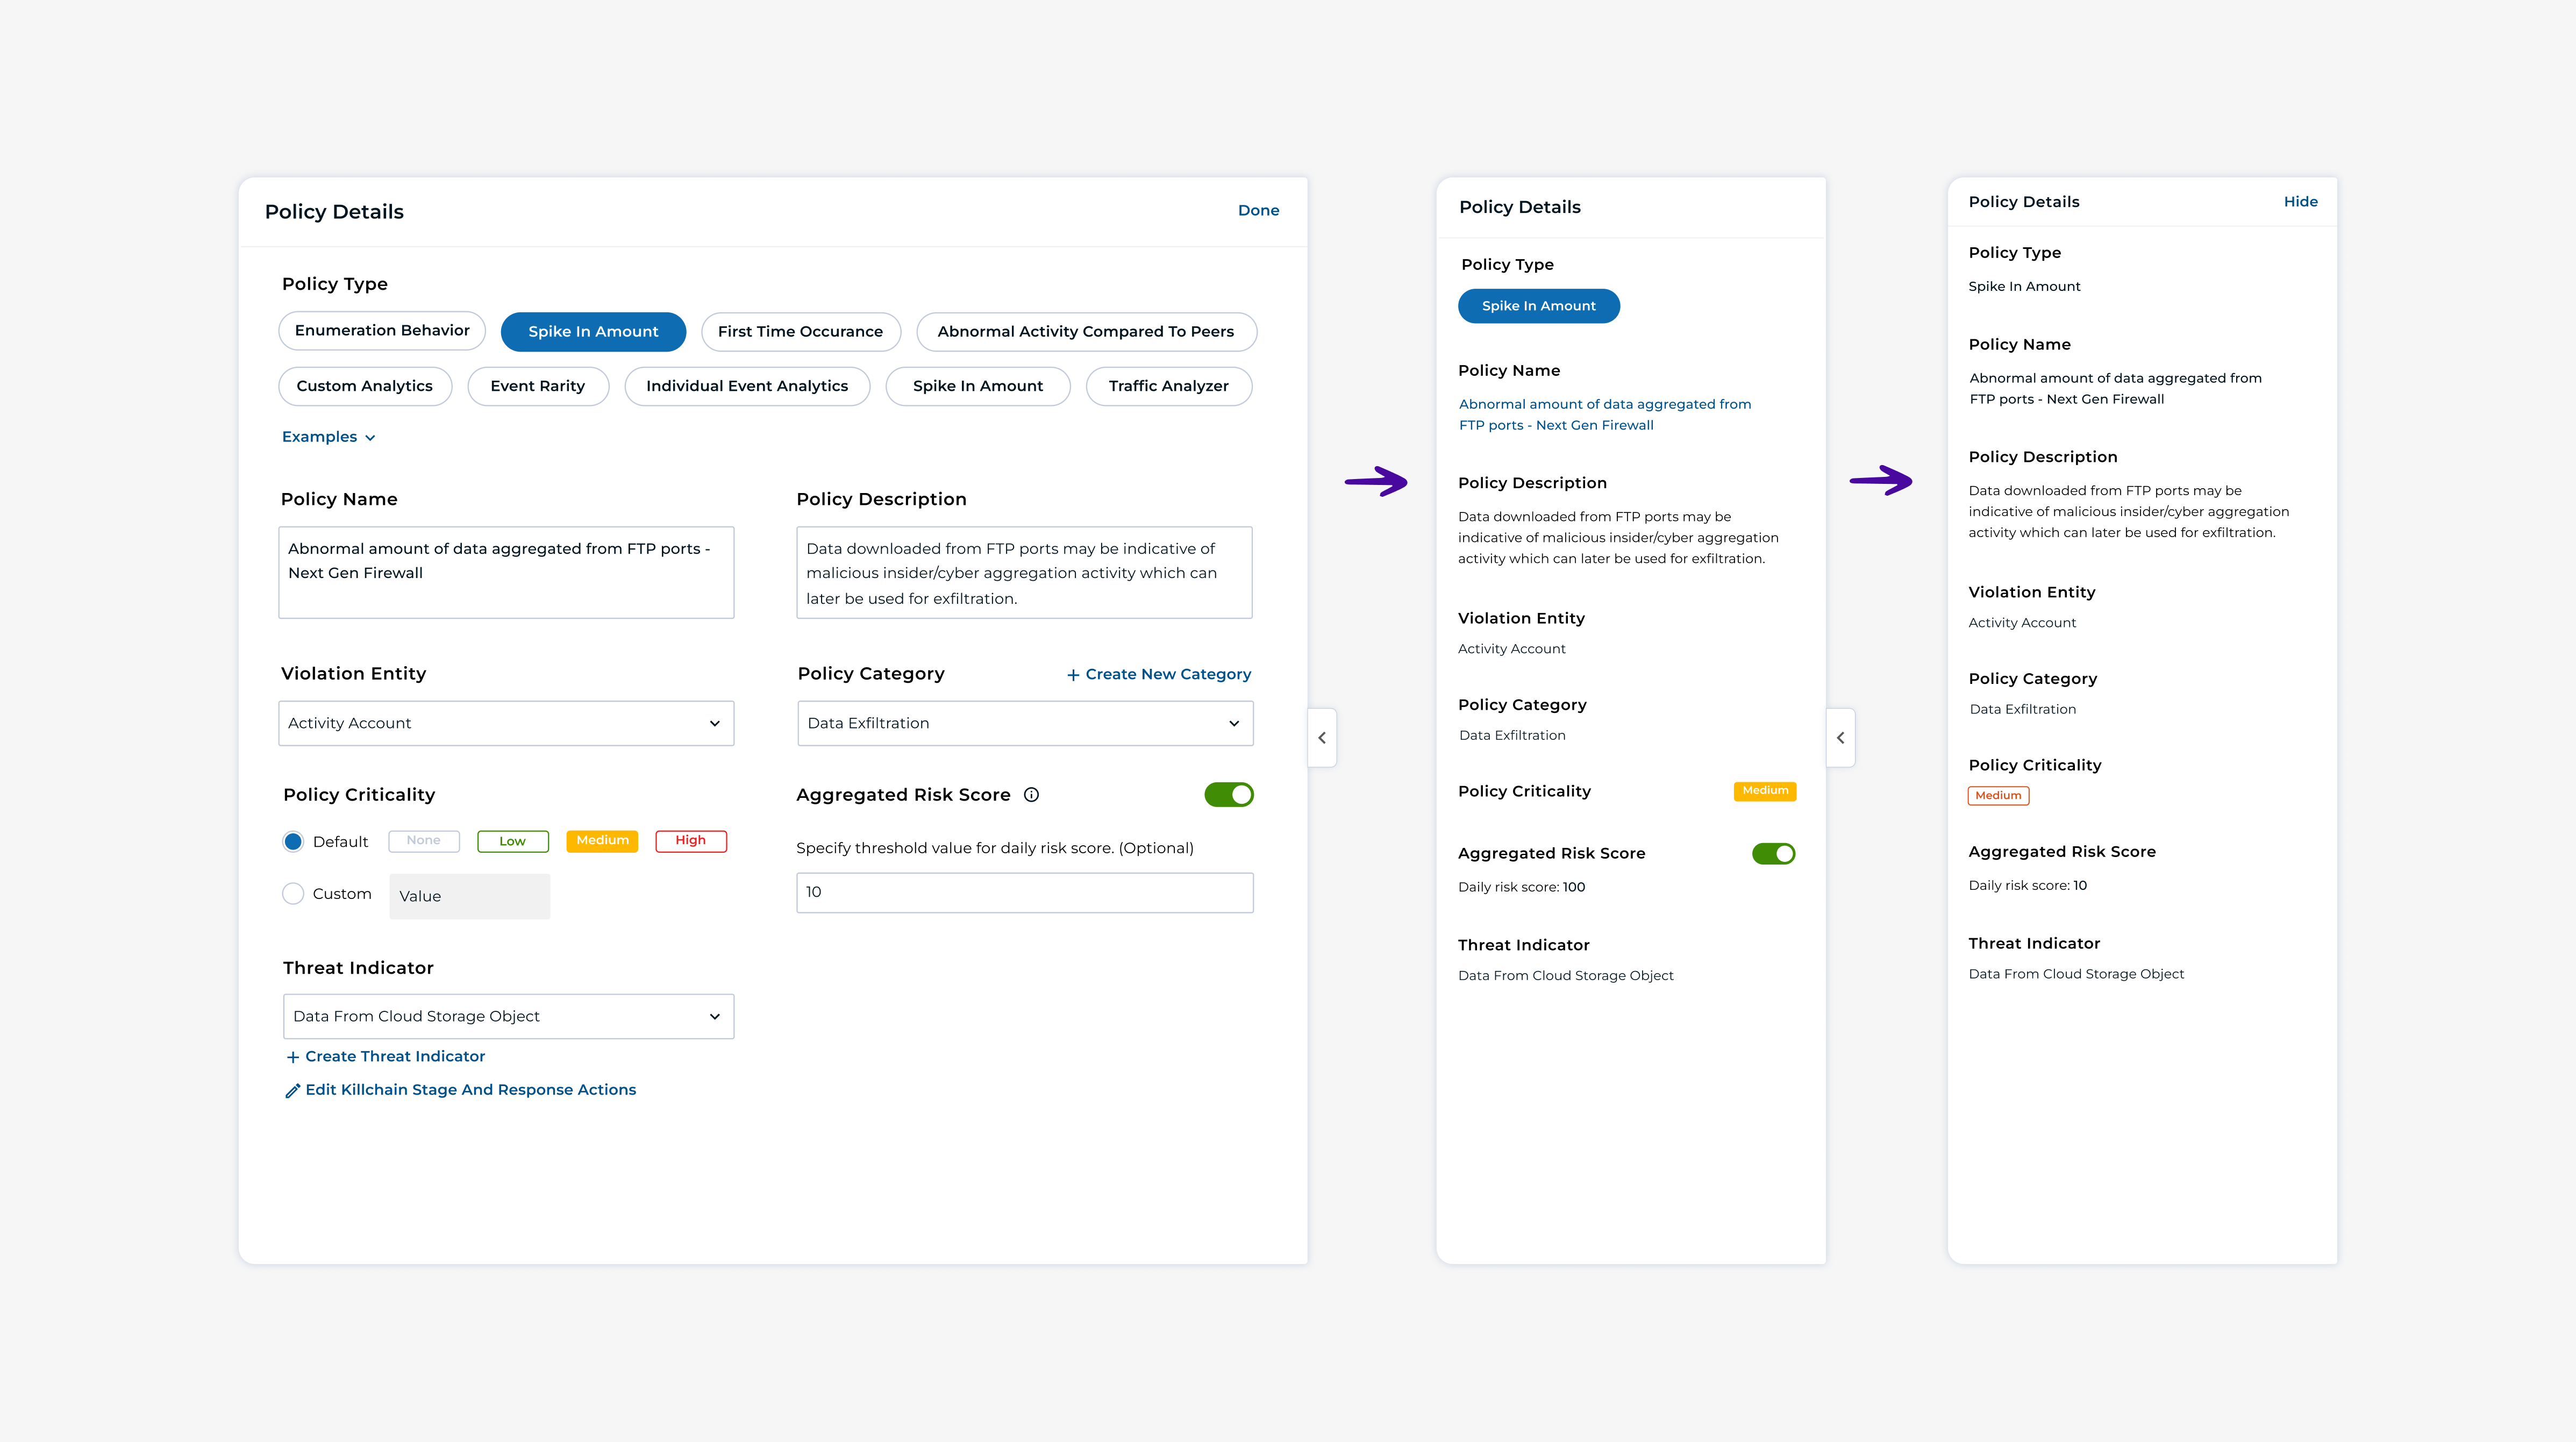 Policy Details
Done
Policy Type
Enumeration Behavior
Spike In Amount
First Time Occurance
Abnormal Activity Compared To Peers
Custom Analytics
Event Rarity
Individual Event Analytics
Spike In Amount
Traffic Analyzer
Examples
Policy Name
Abnormal amount of data aggregated from FTP ports -
Next Gen Firewall
Policy Description
Data downloaded from FTP ports may be indicative of
malicious insider/cyber aggregation activity which can
later be used for exfiltration.
Violation Entity
Activity Account
Policy Category
+ Create New Category
Data Exfiltration
Policy Criticality
Default
None
Low
Medium
High
Custom
Value
Aggregated Risk Score
Specify threshold value for daily risk score. (Optional)
10
Threat Indicator
Data From Cloud Storage Object
+ Create Threat Indicator
Edit Killchain Stage And Response Actions
Policy Details
Policy Type
Spike In Amount
Policy Name
Abnormal amount of data aggregated from
FTP ports - Next Gen Firewall
Policy Description
Data downloaded from FTP ports may be
indicative of malicious insider/cyber aggregation
activity which can later be used for exfiltration.
Violation Entity
Activity Account
Policy Category
Data Exfiltration
Policy Criticality
Medium
Aggregated Risk Score
Daily risk score: 100
Threat Indicator
Data From Cloud Storage Object
Policy Details
Hide
Policy Type
Spike In Amount
Policy Name
Abnormal amount of data aggregated from
FTP ports - Next Gen Firewall
Policy Description
Data downloaded from FTP ports may be
indicative of malicious insider/cyber aggregation
activity which can later be used for exfiltration.
Violation Entity
Activity Account
Policy Category
Data Exfiltration
Policy Criticality
Medium
Aggregated Risk Score
Daily risk score: 10
Threat Indicator
Data From Cloud Storage Object